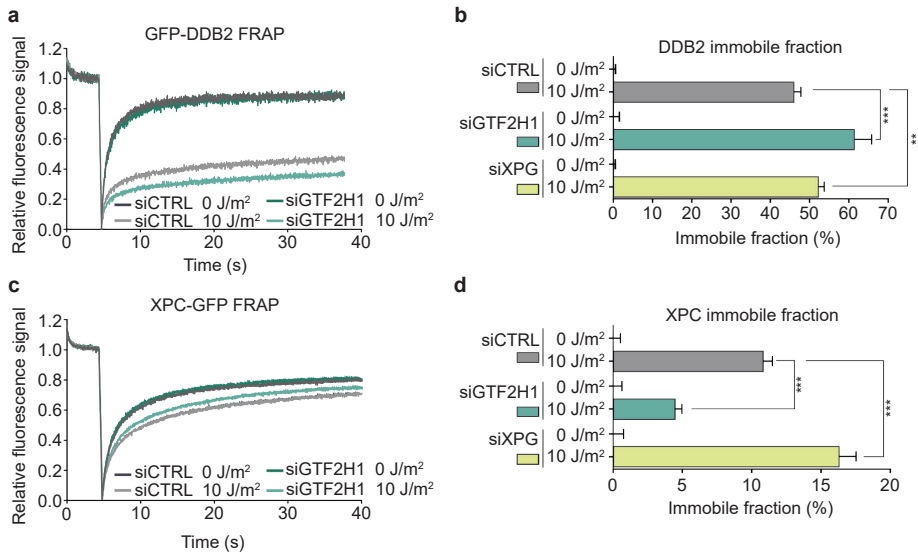 a
GFP-DDB2 FRAP
Relative fluorescence signal
1.2
1.0
0.8
0.6
0.4
0.2
0.0
siCTRL 0 J/m²
siGTF2H1 0 J/m²
siCTRL 10 J/m²
siGTF2H1 10 J/m²
0 10 20 30 40
Time (s)
b
DDB2 immobile fraction
siCTRL
0 J/m²
10 J/m²
siGTF2H1
0 J/m²
10 J/m²
siXPG
0 J/m²
10 J/m²
***
**
0 10 20 30 40 50 60 70
Immobile fraction (%)
c
XPC-GFP FRAP
Relative fluorescence signal
1.2
1.0
0.8
0.6
0.4
0.2
0.0
siCTRL 0 J/m²
siGTF2H1 0 J/m²
siCTRL 10 J/m²
siGTF2H1 10 J/m²
0 10 20 30 40
Time (s)
d
XPC immobile fraction
siCTRL
0 J/m²
10 J/m²
siGTF2H1
0 J/m²
10 J/m²
siXPG
0 J/m²
10 J/m²
***
***
0 5 10 15 20
Immobile fraction (%)